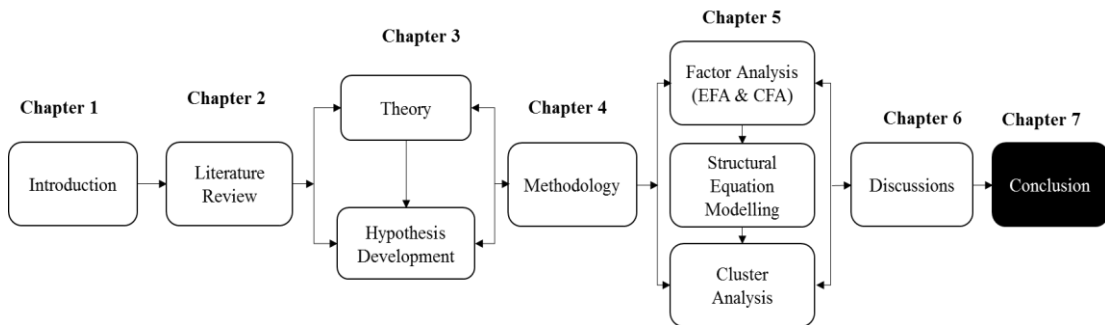 Chapter 1
Introduction
Chapter 2
Literature
Review
Chapter 3
Theory
Hypothesis
Development
Chapter 4
Methodology
Chapter 5
Factor Analysis
(EFA & CFA)
Structural
Equation
Modelling
Cluster
Analysis
Chapter 6
Discussions
Chapter 7
Conclusion